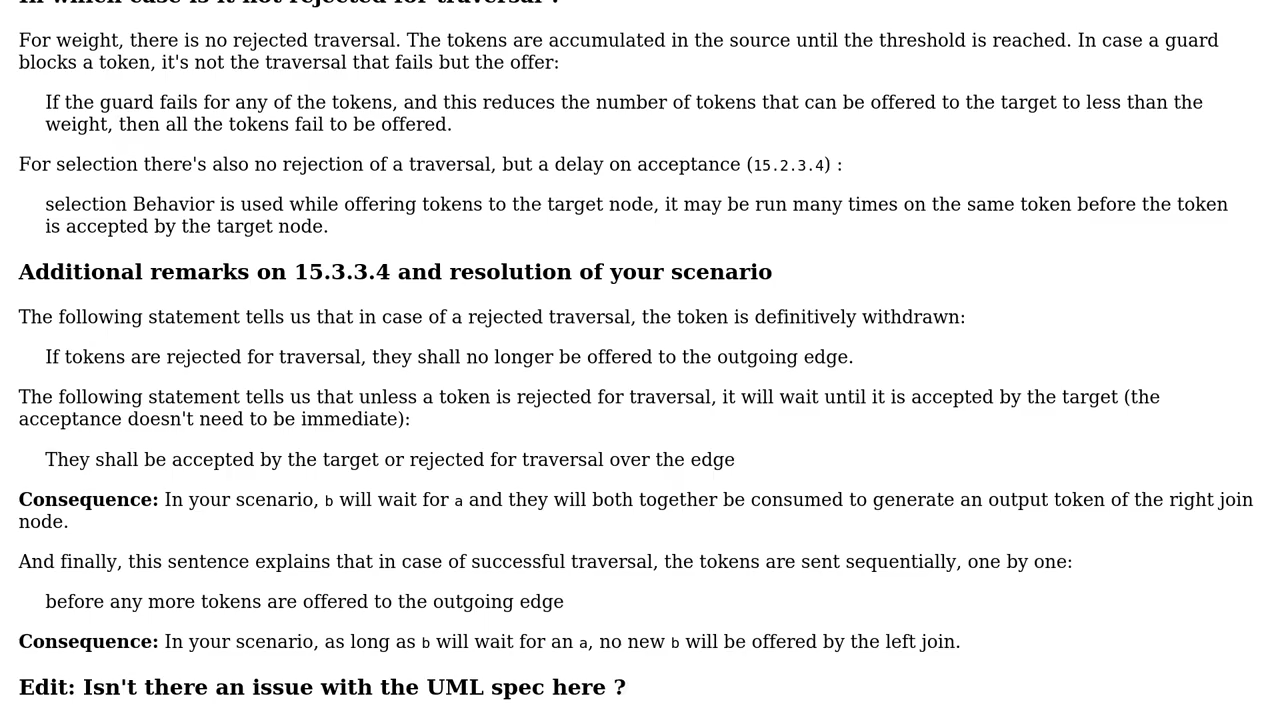 In which case is it not rejected for traversal ?
For weight, there is no rejected traversal. The tokens are accumulated in the source until the threshold is reached. In case a guard
blocks a token, it's not the traversal that fails but the offer:
If the guard fails for any of the tokens, and this reduces the number of tokens that can be offered to the target to less than the
weight, then all the tokens fail to be offered.
For selection there's also no rejection of a traversal, but a delay on acceptance (15.2.3.4) :
selection Behavior is used while offering tokens to the target node, it may be run many times on the same token before the token
is accepted by the target node.
Additional remarks on 15.3.3.4 and resolution of your scenario
The following statement tells us that in case of a rejected traversal, the token is definitively withdrawn:
If tokens are rejected for traversal, they shall no longer be offered to the outgoing edge.
The following statement tells us that unless a token is rejected for traversal, it will wait until it is accepted by the target (the
acceptance doesn't need to be immediate):
They shall be accepted by the target or rejected for traversal over the edge
Consequence: In your scenario, b will wait for a and they will both together be consumed to generate an output token of the right join
node.
And finally, this sentence explains that in case of successful traversal, the tokens are sent sequentially, one by one:
before any more tokens are offered to the outgoing edge
Consequence: In your scenario, as long as b will wait for an a, no new b will be offered by the left join.
Edit: Isn't there an issue with the UML spec here ?